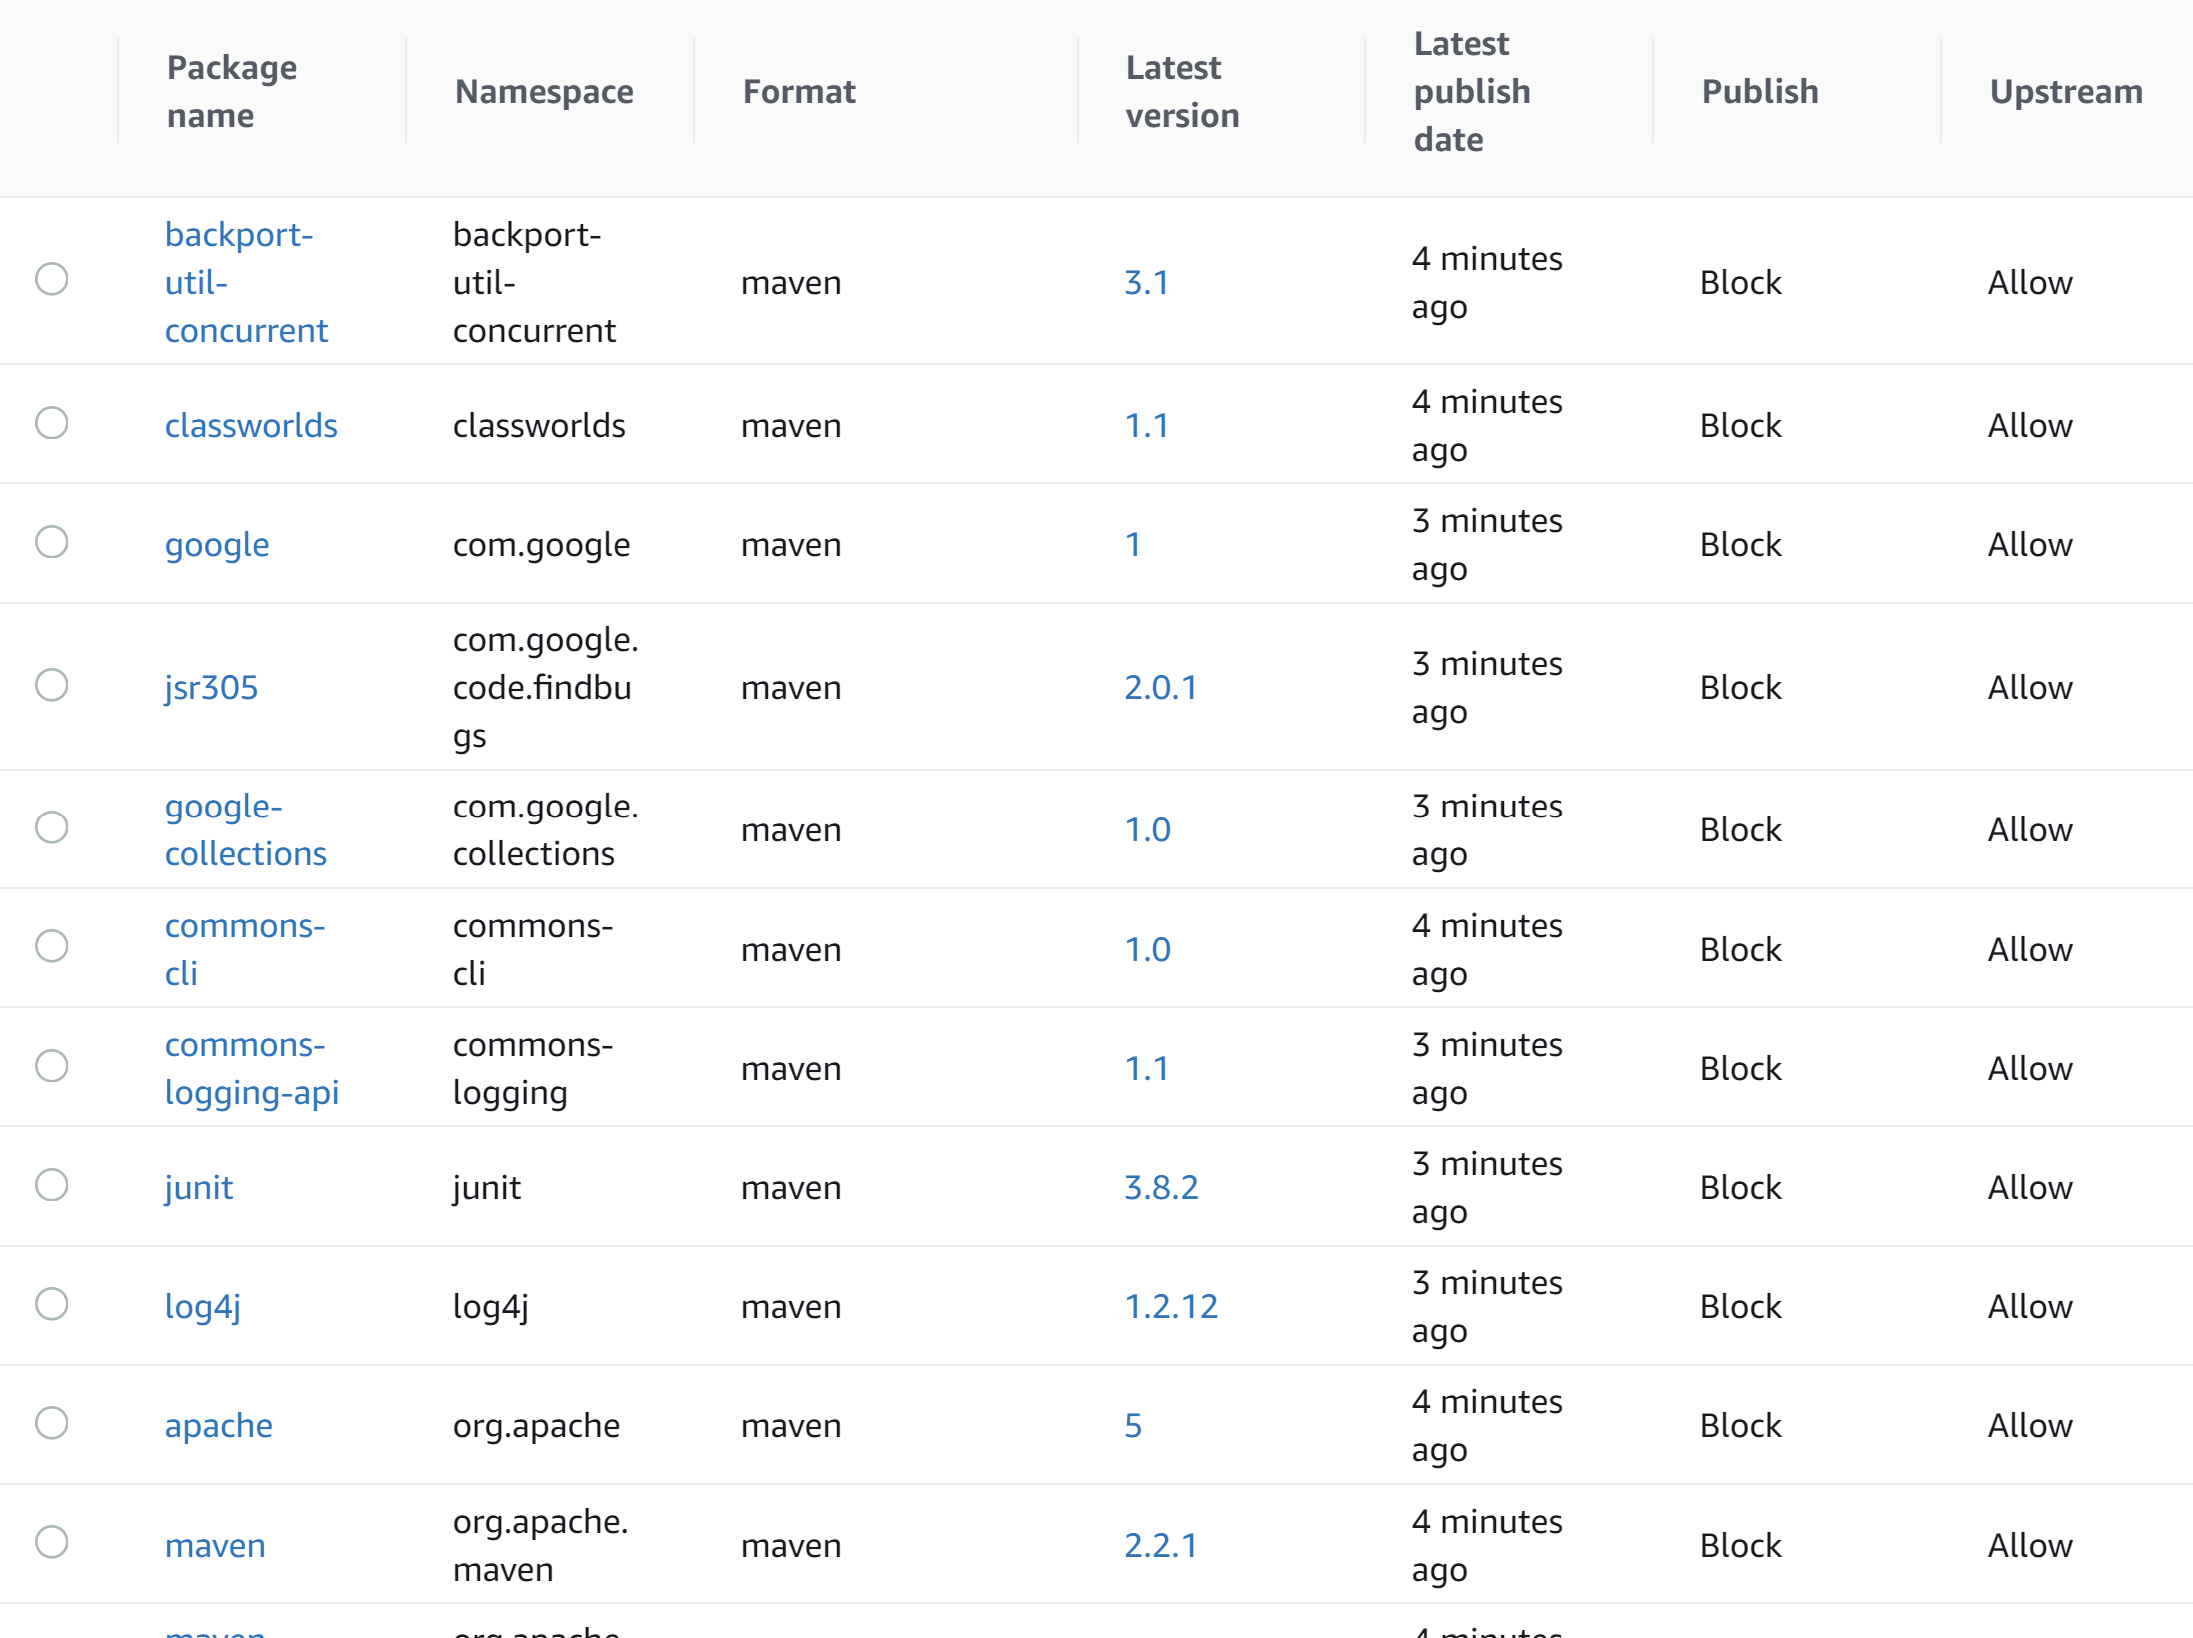 Package name
Namespace
Format
Latest version
Latest publish date
Publish
Upstream
backport-util-concurrent
backport-util-concurrent
maven
3.1
4 minutes ago
Block
Allow
classworlds
classworlds
maven
1.1
4 minutes ago
Block
Allow
google
com.google
maven
1
3 minutes ago
Block
Allow
jsr305
com.google.code.findbugs
maven
2.0.1
3 minutes ago
Block
Allow
google-collections
com.google.collections
maven
1.0
3 minutes ago
Block
Allow
commons-cli
commons-cli
maven
1.0
4 minutes ago
Block
Allow
commons-logging-api
commons-logging
maven
1.1
3 minutes ago
Block
Allow
junit
junit
maven
3.8.2
3 minutes ago
Block
Allow
log4j
log4j
maven
1.2.12
3 minutes ago
Block
Allow
apache
org.apache
maven
5
4 minutes ago
Block
Allow
maven
org.apache.maven
maven
2.2.1
4 minutes ago
Block
Allow